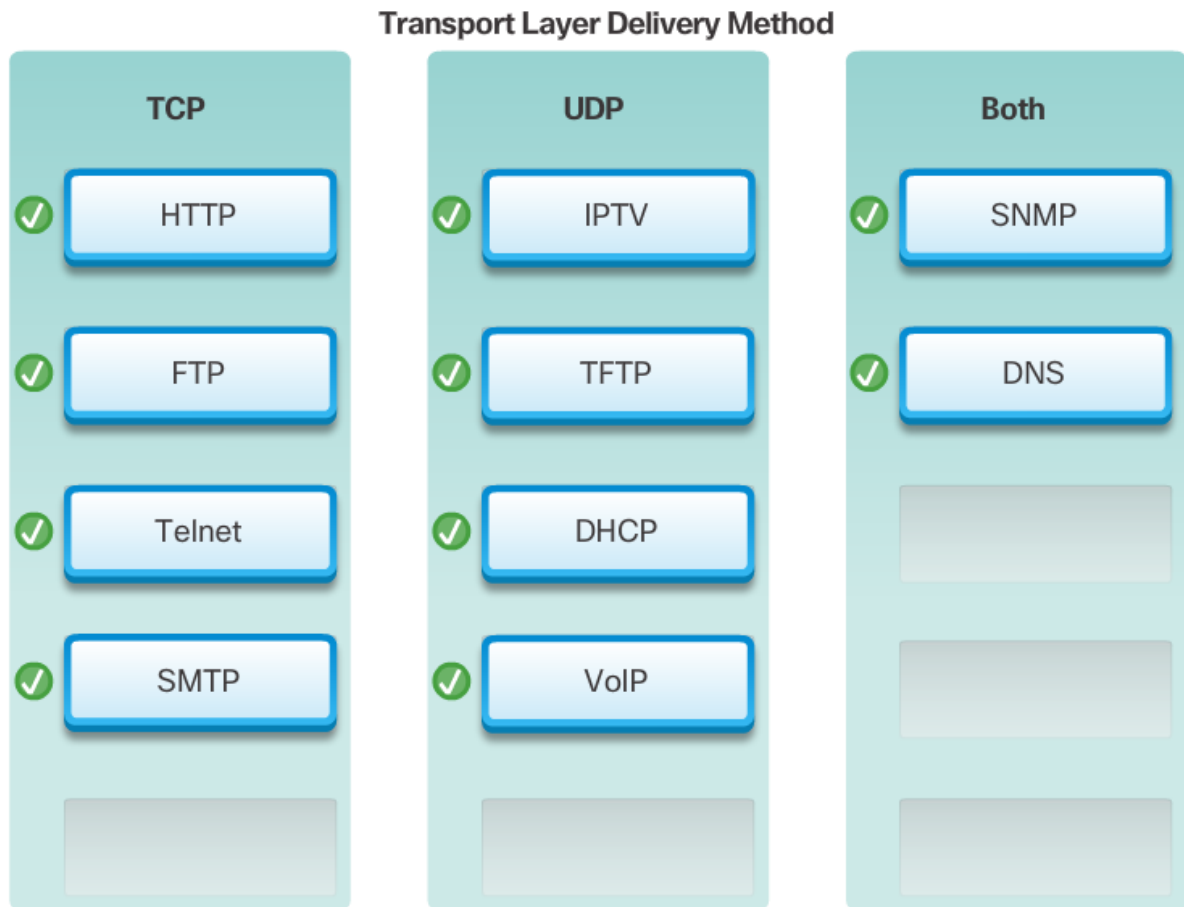 Transport Layer Delivery Method
TCP
HTTP
FTP
Telnet
SMTP
UDP
IPTV
TFTP
DHCP
VoIP
Both
SNMP
DNS